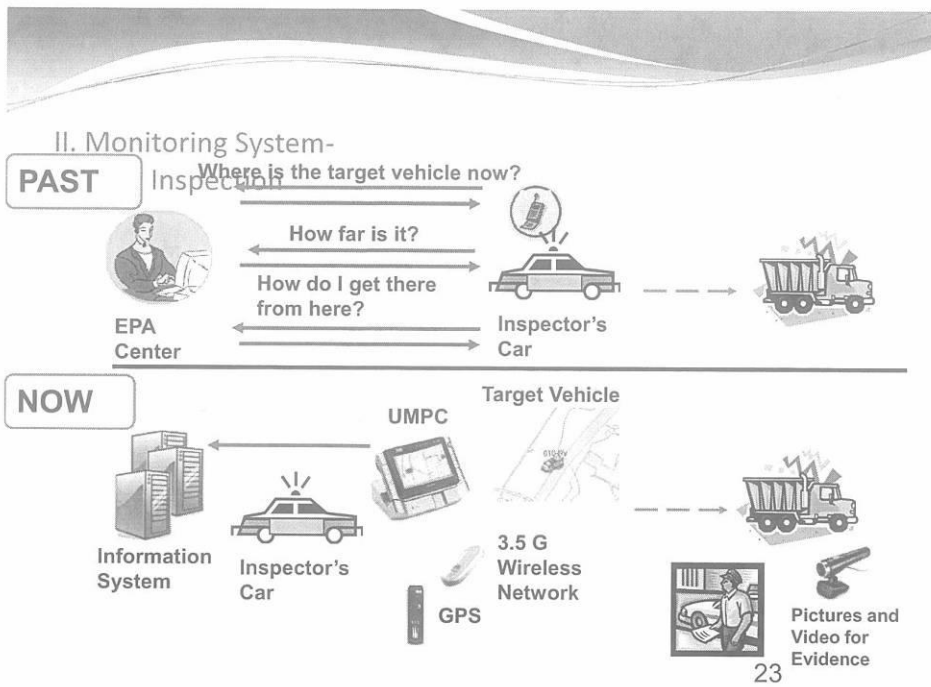 II. Monitoring System-
Inspection
PAST
Where is the target vehicle now?
How far is it?
How do I get there
from here?
EPA
Center
Inspector's
Car
NOW
UMPC
Target Vehicle
Information
System
Inspector's
Car
GPS
3.5 G
Wireless
Network
Pictures and
Video for
Evidence
23